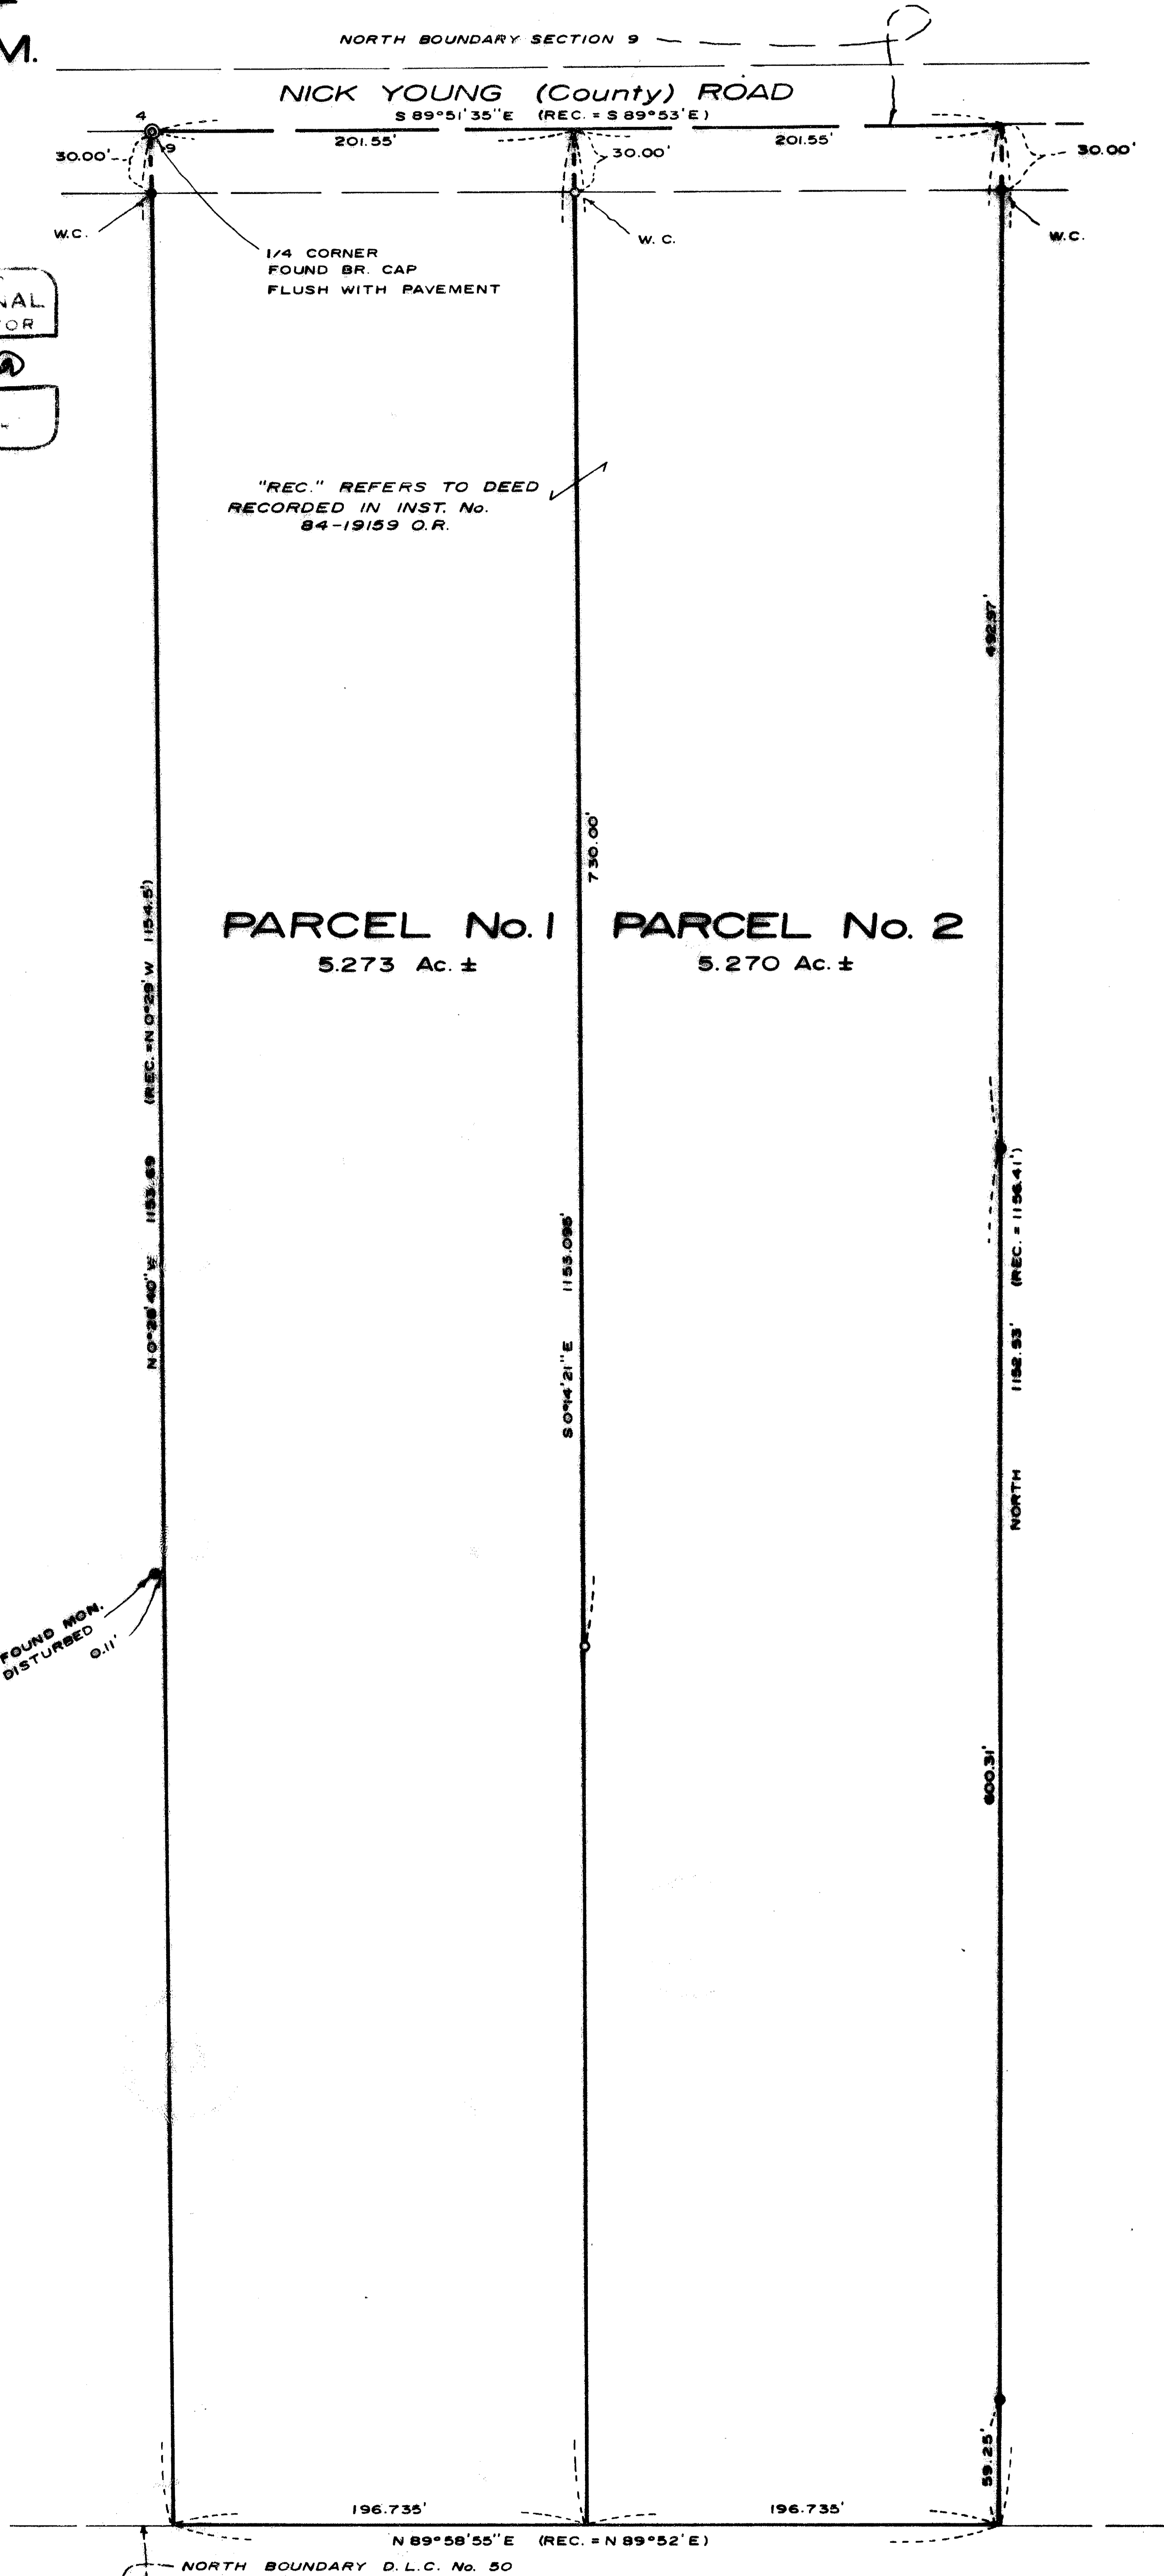 M.
NORTH BOUNDARY SECTION 9
NICK YOUNG (County) ROAD
S 89°51'35"E (REC. = S 89°53'E)
4
9
201.55'
201.55'
30.00'
30.00'
30.00'
W.C.
W.C.
W.C.
1/4 CORNER
FOUND BR. CAP
FLUSH WITH PAVEMENT
NAL
OR
"REC." REFERS TO DEED
RECORDED IN INST. No.
84-19159 O.R.
492.97'
730.00'
PARCEL No. 1
5.273 Ac. ±
PARCEL No. 2
5.270 Ac. ±
N 0°28'40" W 1153.69 (REC. = N 0°29' W 1154.5')
S 0°14'21" E 1153.095'
NORTH 1152.53' (REC. = 1156.41')
FOUND MON.
DISTURBED
0.11'
600.31'
59.25'
196.735'
196.735'
N 89°58'55"E (REC. = N 89°52'E)
NORTH BOUNDARY D.L.C. No. 50